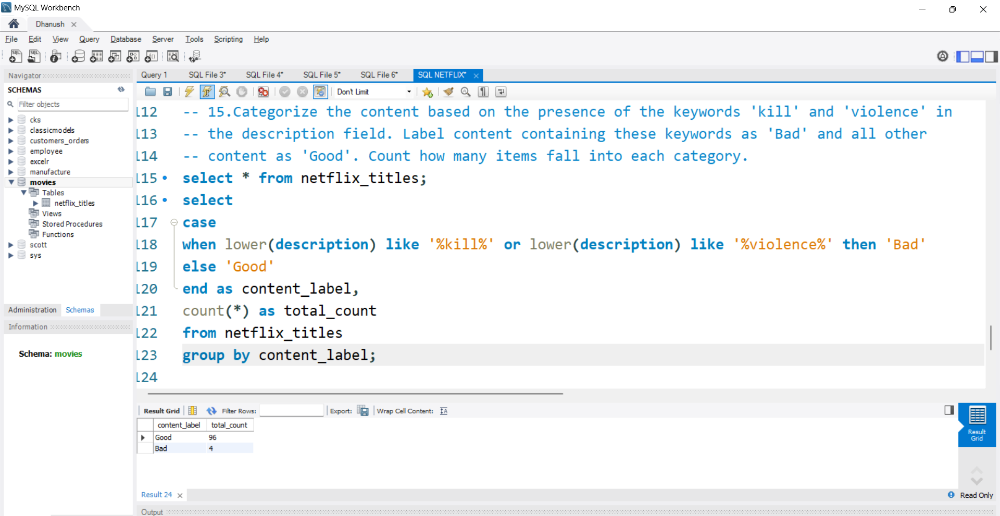 MySQL Workbench
Dhanush
File Edit View Query Database Server Tools Scripting Help
Navigator
SCHEMAS
Filter objects
cks
classicmodels
customers_orders
employee
excelr
manufacture
movies
Tables
netflix_titles
Views
Stored Procedures
Functions
scott
sys
Administration Schemas
Information
Schema: movies
Query 1 SQL File 3* SQL File 4* SQL File 5* SQL File 6* SQL NETFLIX*
Don't Limit
112 -- 15.Categorize the content based on the presence of the keywords 'kill' and 'violence' in
113 -- the description field. Label content containing these keywords as 'Bad' and all other
114 -- content as 'Good'. Count how many items fall into each category.
115 select * from netflix_titles;
116 select
117 case
118 when lower(description) like '%kill%' or lower(description) like '%violence%' then 'Bad'
119 else 'Good'
120 end as content_label,
121 count(*) as total_count
122 from netflix_titles
123 group by content_label;
124
Result Grid Filter Rows: Export: Wrap Cell Content:
content_label total_count
Good 96
Bad 4
Result Grid
Result 24
Read Only
Output